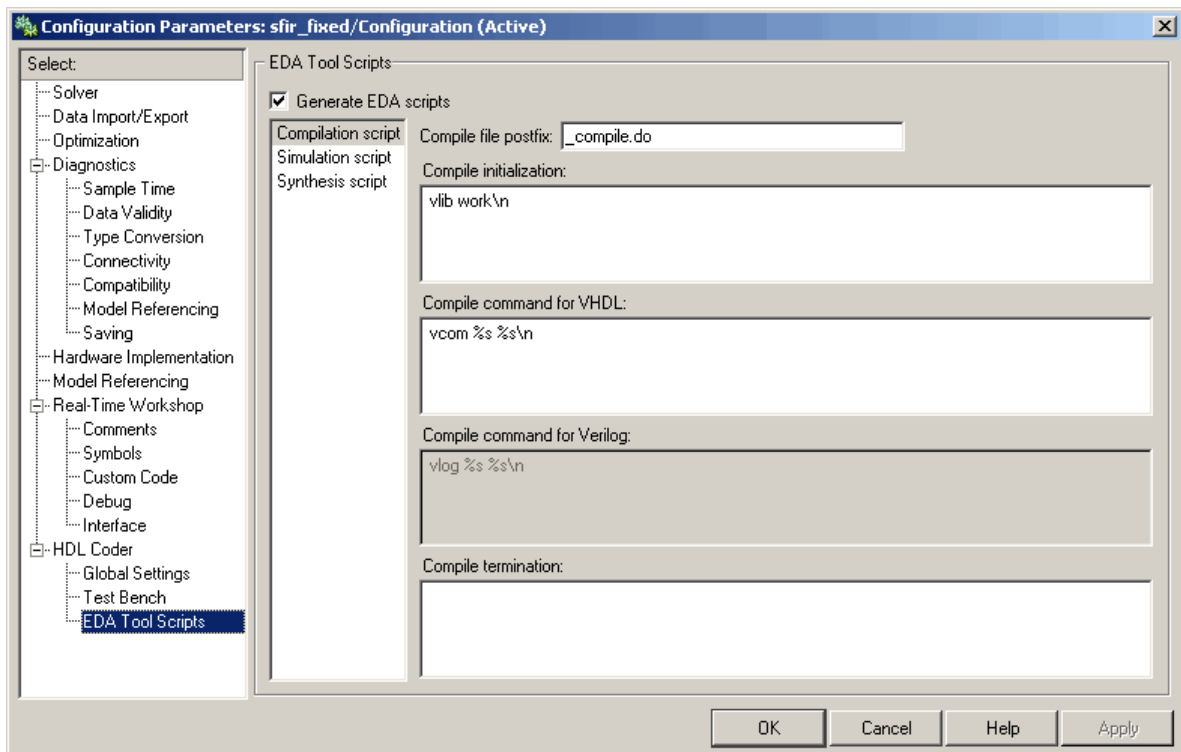 Configuration Parameters: sfir_fixed/Configuration (Active)
Select:
Solver
Data Import/Export
Optimization
Diagnostics
Sample Time
Data Validity
Type Conversion
Connectivity
Compatibility
Model Referencing
Saving
Hardware Implementation
Model Referencing
Real-Time Workshop
Comments
Symbols
Custom Code
Debug
Interface
HDL Coder
Global Settings
Test Bench
EDA Tool Scripts
EDA Tool Scripts
Generate EDA scripts
Compilation script
Simulation script
Synthesis script
Compile file postfix: _compile.do
Compile initialization:
vlib work\n
Compile command for VHDL:
vcom %s %s\n
Compile command for Verilog:
vlog %s %s\n
Compile termination:
OK
Cancel
Help
Apply